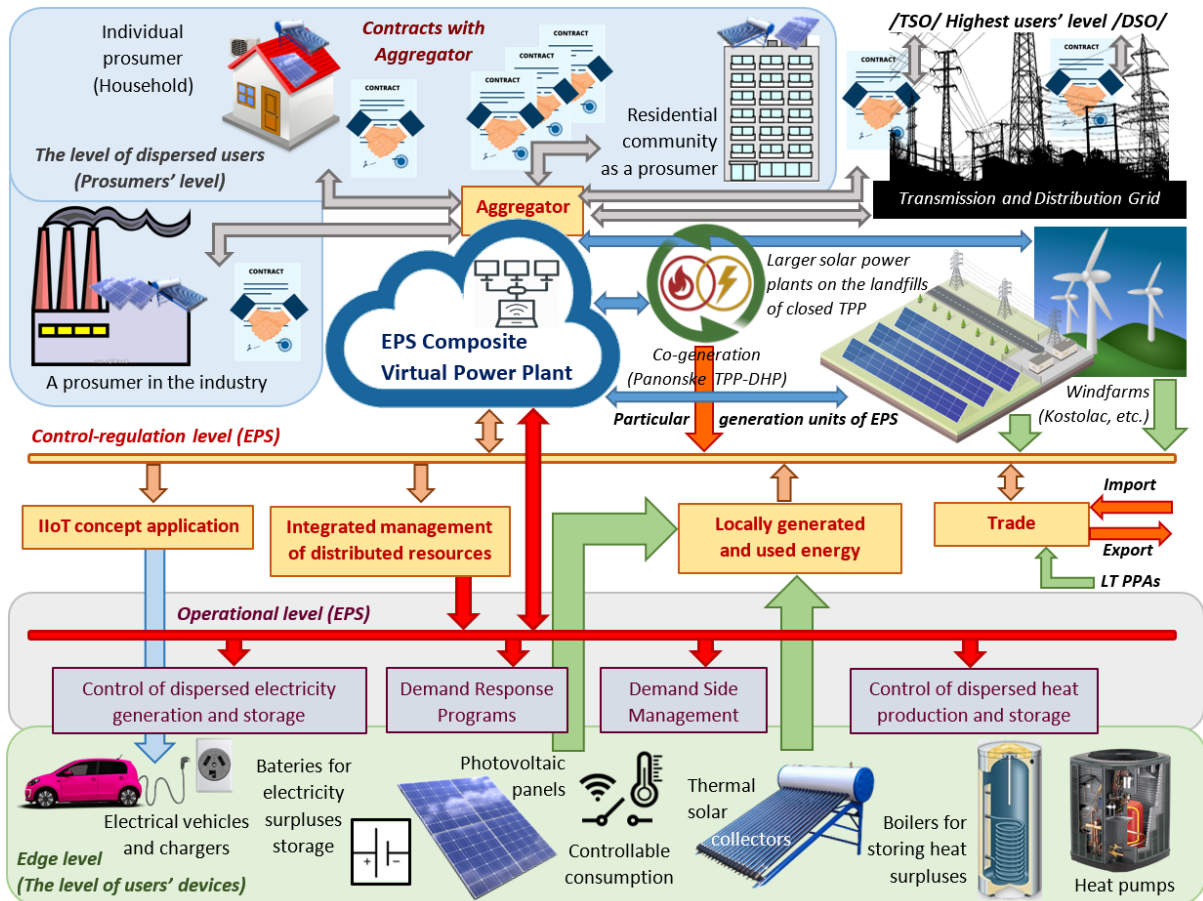 Individual
prosumer
(Household)
Contracts with
Aggregator
CONTRACT
CONTRACT
CONTRACT
CONTRACT
/TSO/ Highest users' level /DSO/
CONTRACT
CONTRACT
Residential
community
as a prosumer
The level of dispersed users
(Prosumers' level)
Transmission and Distribution Grid
Aggregator
CONTRACT
A prosumer in the industry
EPS Composite
Virtual Power Plant
Larger solar power
plants on the landfills
of closed TPP
Co-generation
(Panonske TPP-DHP)
Particular generation units of EPS
Windfarms
(Kostolac, etc.)
Control-regulation level (EPS)
IIoT concept application
Integrated management
of distributed resources
Locally generated
and used energy
Trade
Import
Export
LT PPAs
Operational level (EPS)
Control of dispersed electricity
generation and storage
Demand Response
Programs
Demand Side
Management
Control of dispersed heat
production and storage
Electrical vehicles
and chargers
Bateries for
electricity
surpluses
storage
Photovoltaic
panels
Controllable
consumption
Thermal
solar
collectors
Boilers for
storing heat
surpluses
Heat pumps
Edge level
(The level of users' devices)